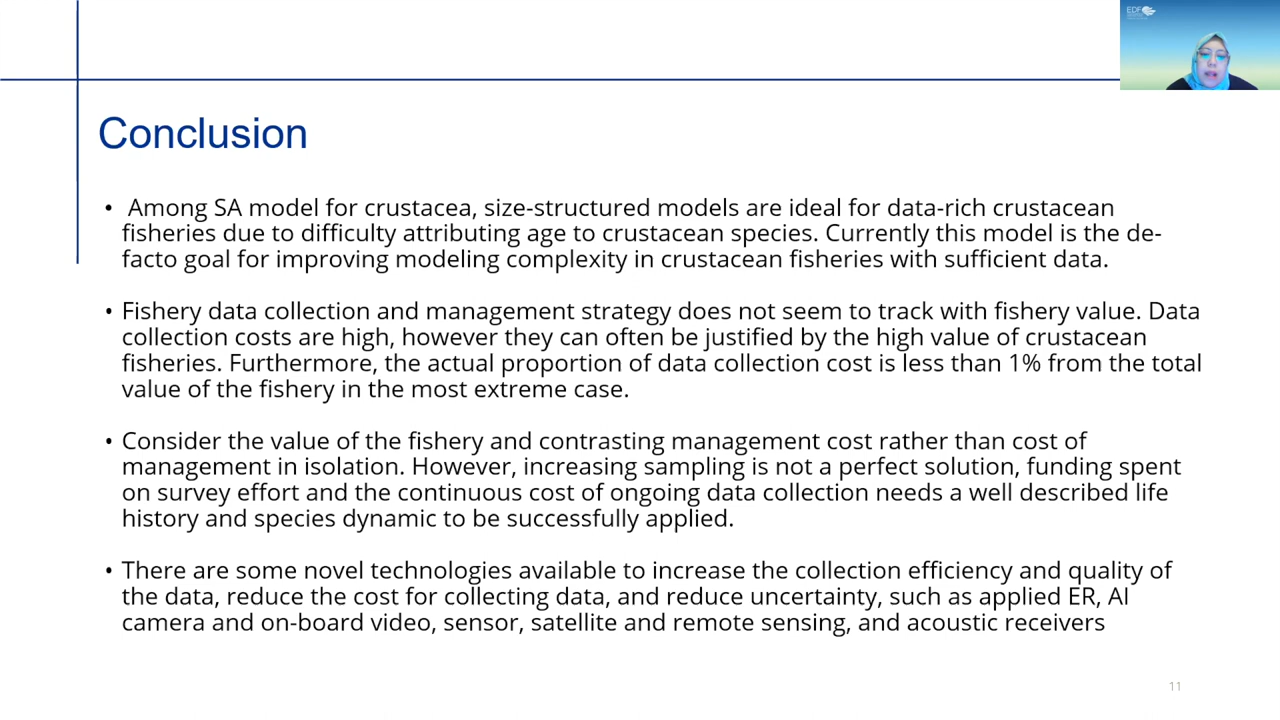 EDF
Conclusion
• Among SA model for crustacea, size-structured models are ideal for data-rich crustacean
fisheries due to difficulty attributing age to crustacean species. Currently this model is the de-
facto goal for improving modeling complexity in crustacean fisheries with sufficient data.
• Fishery data collection and management strategy does not seem to track with fishery value. Data
collection costs are high, however they can often be justified by the high value of crustacean
fisheries. Furthermore, the actual proportion of data collection cost is less than 1% from the total
value of the fishery in the most extreme case.
• Consider the value of the fishery and contrasting management cost rather than cost of
management in isolation. However, increasing sampling is not a perfect solution, funding spent
on survey effort and the continuous cost of ongoing data collection needs a well described life
history and species dynamic to be successfully applied.
• There are some novel technologies available to increase the collection efficiency and quality of
the data, reduce the cost for collecting data, and reduce uncertainty, such as applied ER, AI
camera and on-board video, sensor, satellite and remote sensing, and acoustic receivers
11